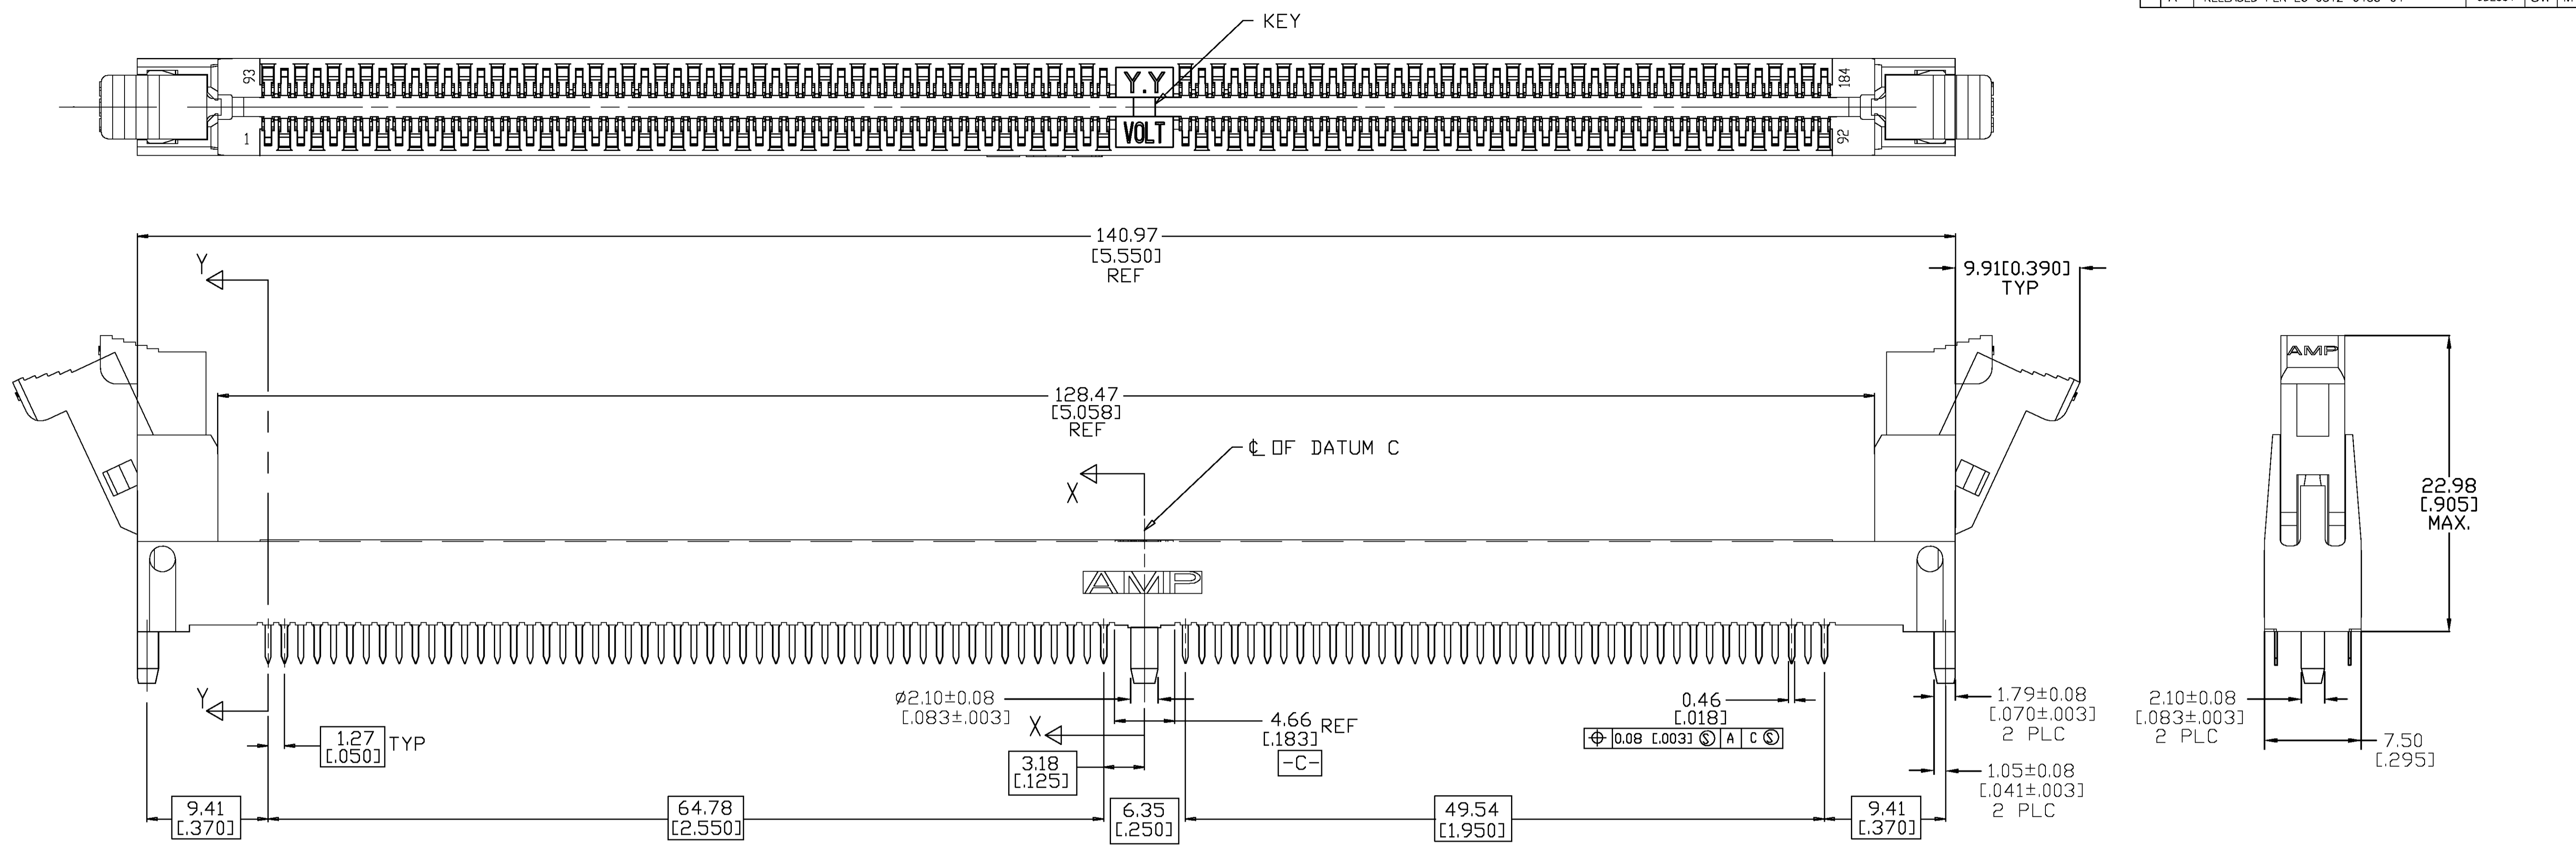 KEY
93
Y.Y
184
1
VOLT
92
140.97
[5.550]
REF
Y
9.91[0.390]
TYP
AMP
128.47
[5.058]
REF
℄ OF DATUM C
X
22.98
[.905]
MAX.
AMP
Y
Ø2.10±0.08
[.083±.003]
X
4.66 REF
[.183]
-C-
0.46
[.018]
⌖ 0.08 [.003] Ⓢ A C Ⓢ
1.79±0.08
[.070±.003]
2 PLC
2.10±0.08
[.083±.003]
2 PLC
1.27 TYP
[.050]
3.18
[.125]
7.50
[.295]
1.05±0.08
[.041±.003]
2 PLC
9.41
[.370]
64.78
[2.550]
6.35
[.250]
49.54
[1.950]
9.41
[.370]